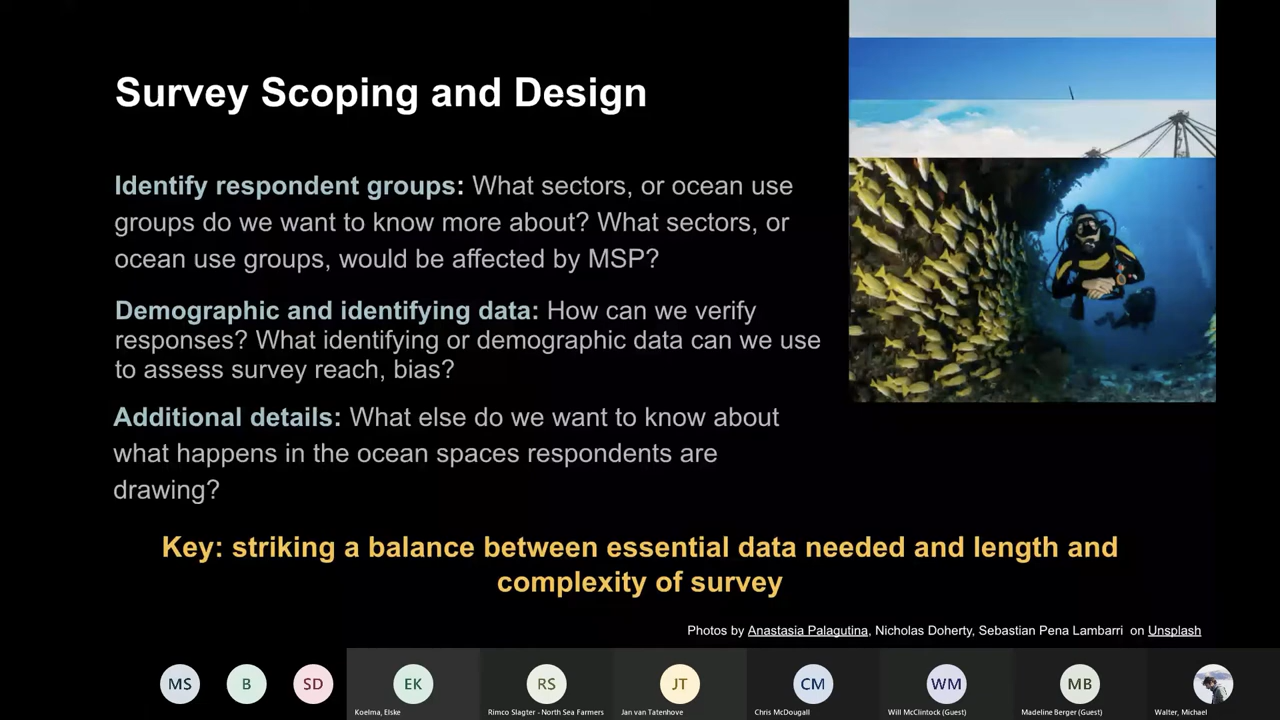 Survey Scoping and Design
Identify respondent groups: What sectors, or ocean use
groups do we want to know more about? What sectors, or
ocean use groups, would be affected by MSP?
Demographic and identifying data: How can we verify
responses? What identifying or demographic data can we use
to assess survey reach, bias?
Additional details: What else do we want to know about
what happens in the ocean spaces respondents are
drawing?
Key: striking a balance between essential data needed and length and
complexity of survey
Photos by Anastasia Palagutina, Nicholas Doherty, Sebastian Pena Lambarri on Unsplash
MS B SD EK RS JT CM WM MB
Koelma, Elske Rimco Slagter - North Sea Farmers Jan van Tatenhove Chris McDougall Will McClintock (Guest) Madeline Berger (Guest) Walter, Michael